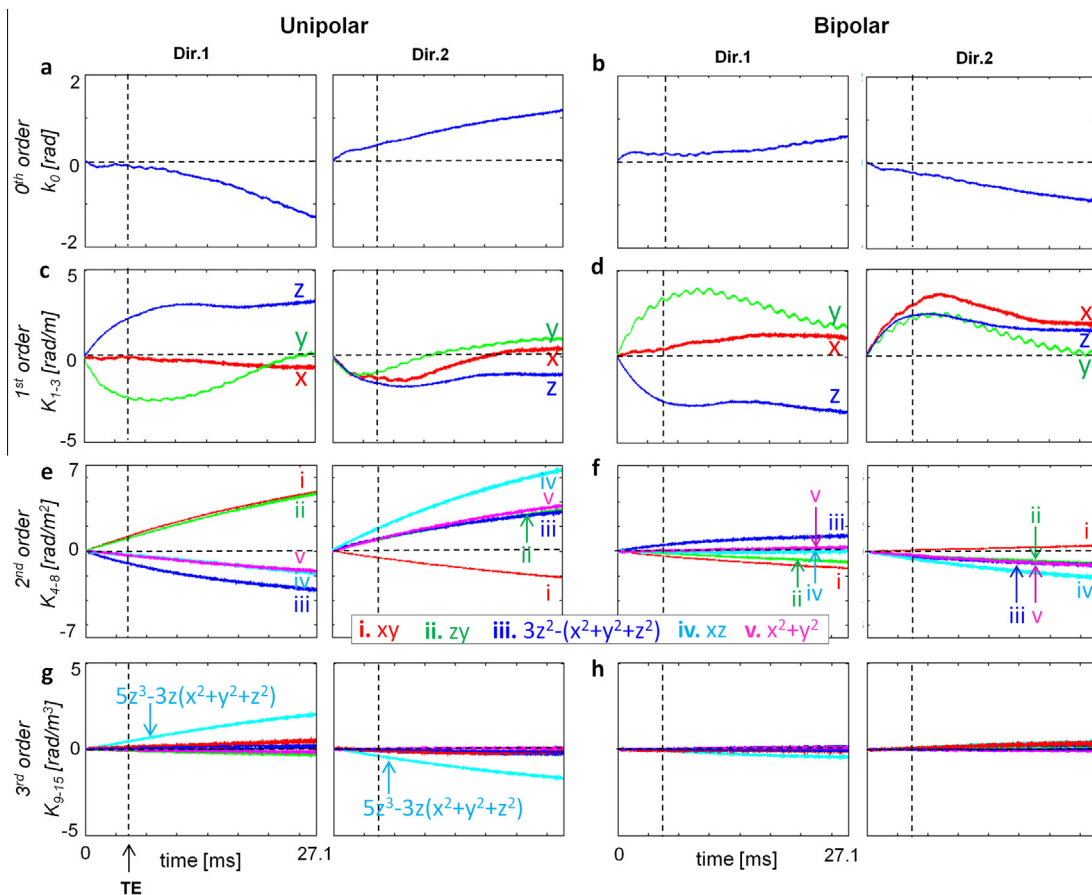 Unipolar Bipolar
Dir.1 Dir.2 Dir.1 Dir.2
a b
0th order
k0 [rad]
2
0
-2
c d
1st order
K1-3 [rad/m]
5
0
-5
z y x
y x z
y x z
x z y
e f
2nd order
K4-8 [rad/m2]
7
0
-7
i ii v iv iii
iv v iii ii i
v iii ii iv i
ii i iii v iv
i. xy ii. zy iii. 3z2-(x2+y2+z2) iv. xz v. x2+y2
g h
3rd order
K9-15 [rad/m3]
5
0
-5
5z3-3z(x2+y2+z2)
5z3-3z(x2+y2+z2)
0 time [ms] 27.1 0 time [ms] 27.1
TE